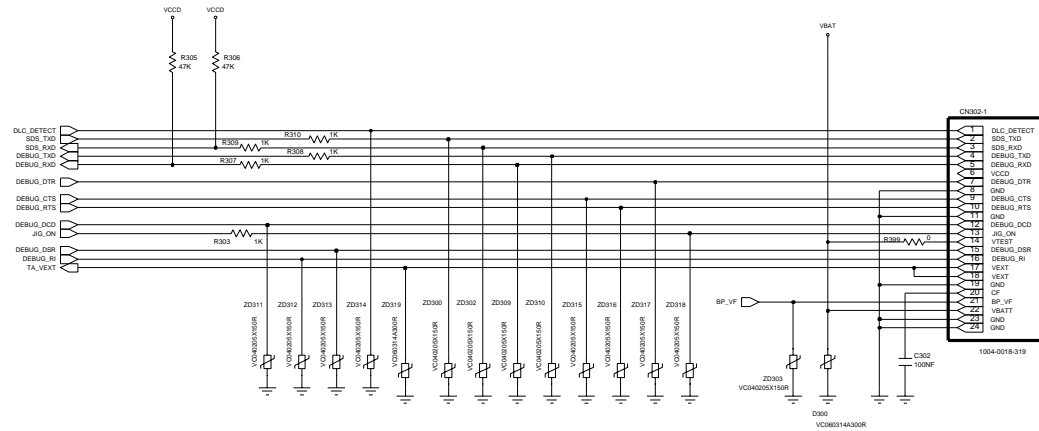 VCCD
VCCD
VBAT
R305
47K
R306
47K
CN302-1
DLC_DETECT
SDS_TXD
SDS_RXD
DEBUG_TXD
DEBUG_RXD
DEBUG_DTR
DEBUG_CTS
DEBUG_RTS
DEBUG_DCD
JIG_ON
DEBUG_DSR
DEBUG_RI
TA_VEXT
R310
1K
R309
1K
R308
1K
R307
1K
R303
1K
R399
0
1 DLC_DETECT
2 SDS_TXD
3 SDS_RXD
4 DEBUG_TXD
5 DEBUG_RXD
6 VCCD
7 DEBUG_DTR
8 GND
9 DEBUG_CTS
10 DEBUG_RTS
11 GND
12 DEBUG_DCD
13 JIG_ON
14 VTEST
15 DEBUG_DSR
16 DEBUG_RI
17 VEXT
18 VEXT
19 GND
20 CF
21 BP_VF
22 VBATT
23 GND
24 GND
1004-0018-319
BP_VF
ZD311
VC040205X150R
ZD312
VC040205X150R
ZD313
VC040205X150R
ZD314
VC040205X150R
ZD319
VC060314A300R
ZD300
VC040205X150R
ZD302
VC040205X150R
ZD309
VC040205X150R
ZD310
VC040205X150R
ZD315
VC040205X150R
ZD316
VC040205X150R
ZD317
VC040205X150R
ZD318
VC040205X150R
ZD303
VC040205X150R
D300
VC060314A300R
C302
100NF